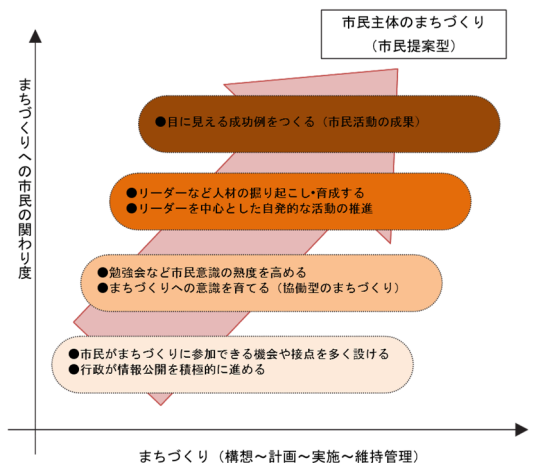 市民主体のまちづくり
（市民提案型）
まちづくりへの市民の関わり度
●目に見える成功例をつくる（市民活動の成果）
●リーダーなど人材の掘り起こし・育成する
●リーダーを中心とした自発的な活動の推進
●勉強会など市民意識の熟度を高める
●まちづくりへの意識を育てる（協働型のまちづくり）
●市民がまちづくりに参加できる機会や接点を多く設ける
●行政が情報公開を積極的に進める
まちづくり（構想～計画～実施～維持管理）